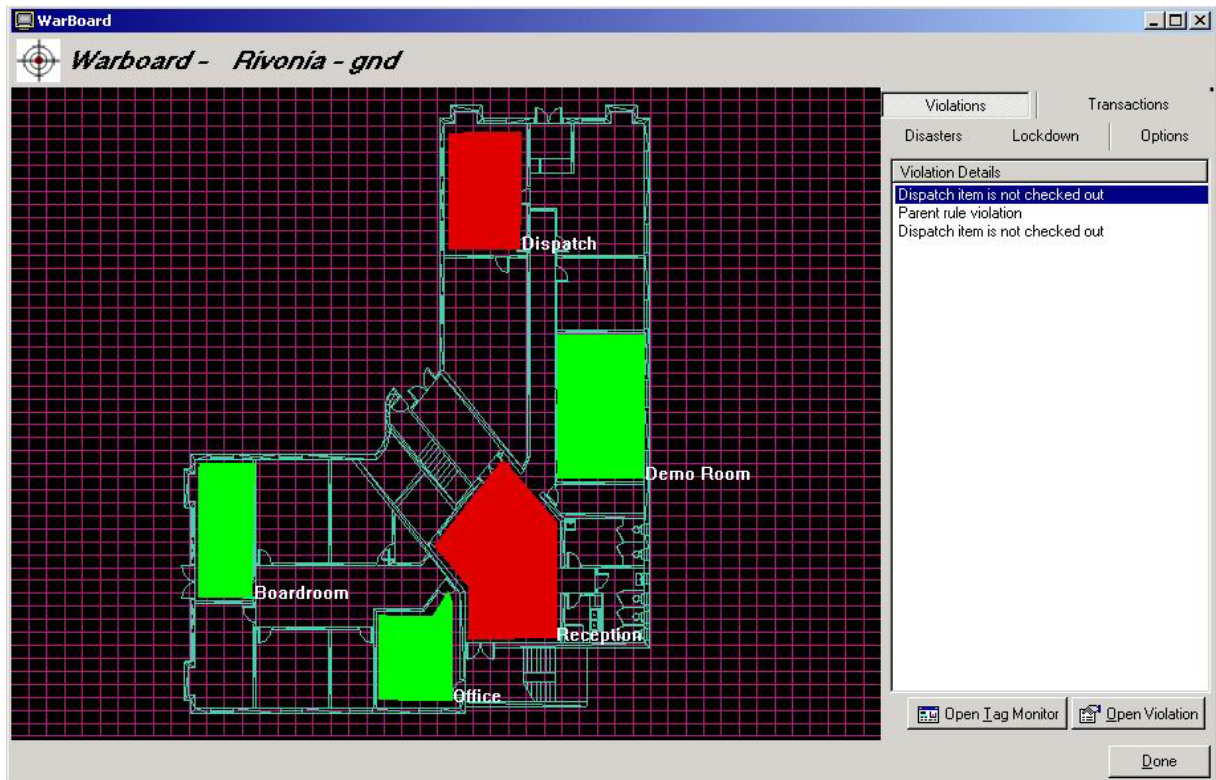 WarBoard
Warboard - Rivonia - gnd
Violations Transactions
Disasters Lockdown Options
Violation Details
Dispatch item is not checked out
Parent rule violation
Dispatch item is not checked out
Dispatch
Demo Room
Boardroom
Reception
Office
Open Tag Monitor Open Violation
Done